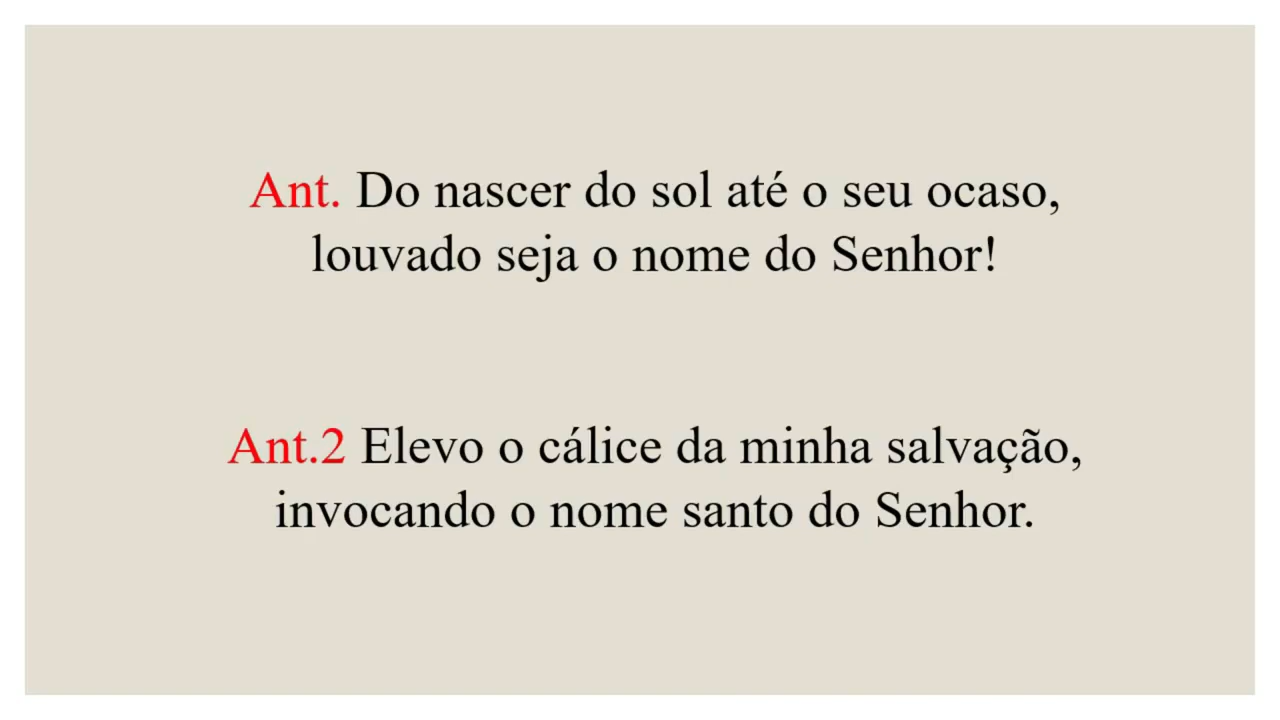 Ant. Do nascer do sol até o seu ocaso,
louvado seja o nome do Senhor!
Ant.2 Elevo o cálice da minha salvação,
invocando o nome santo do Senhor.